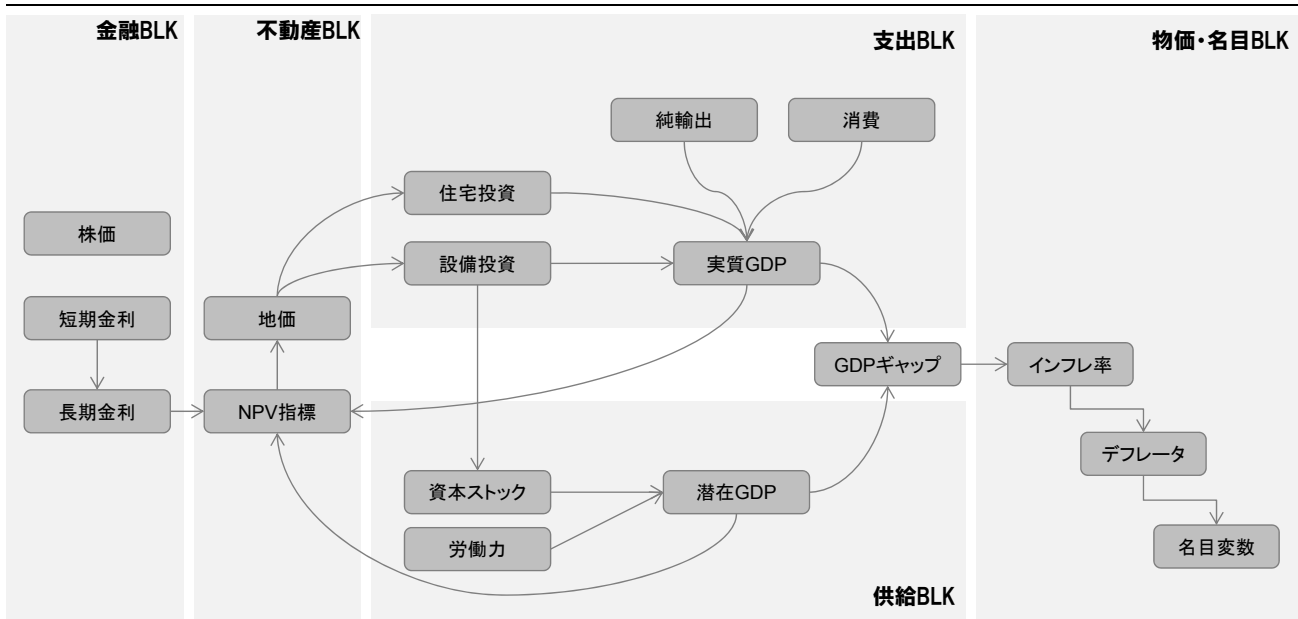 金融BLK
不動産BLK
支出BLK
物価・名目BLK
純輸出
消費
住宅投資
株価
設備投資
実質GDP
短期金利
地価
GDPギャップ
インフレ率
長期金利
NPV指標
デフレータ
資本ストック
潜在GDP
労働力
名目変数
供給BLK